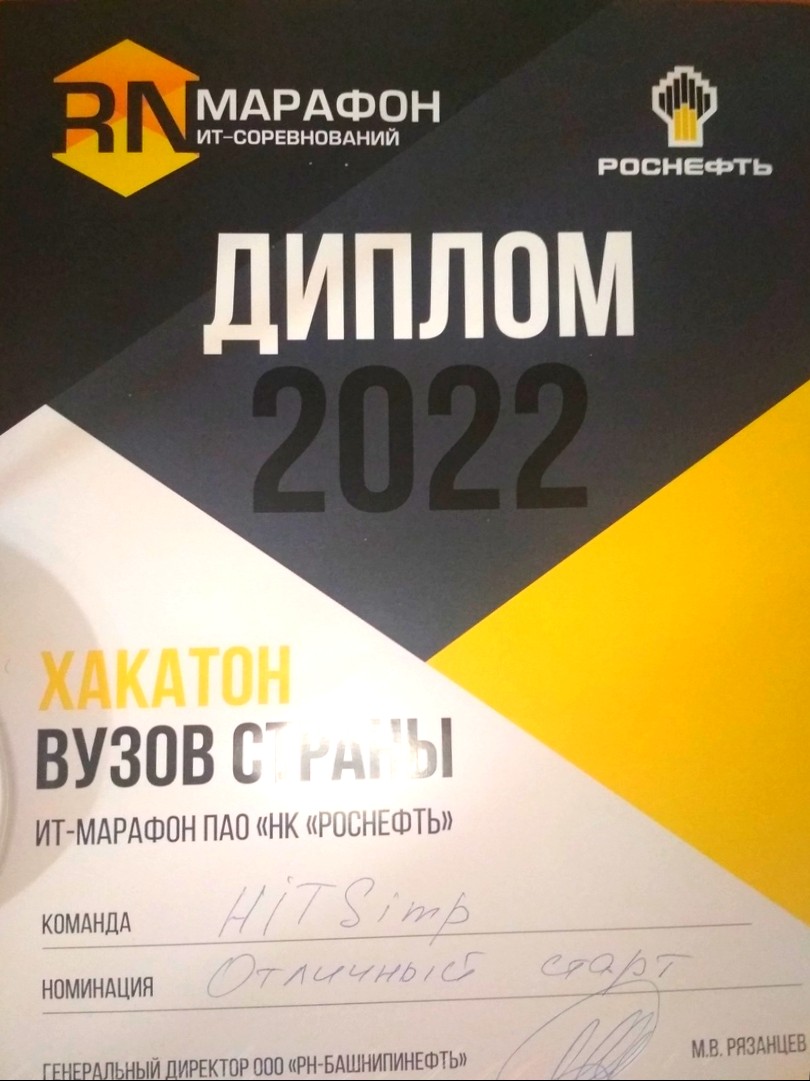 RN МАРАФОН
ИТ-СОРЕВНОВАНИЙ
РОСНЕФТЬ
ДИПЛОМ
2022
ХАКАТОН
ВУЗОВ СТРАНЫ
ИТ-МАРАФОН ПАО «НК «РОСНЕФТЬ»
КОМАНДА HiTSimp
НОМИНАЦИЯ Отличный старт
ГЕНЕРАЛЬНЫЙ ДИРЕКТОР ООО «РН-БАШНИПИНЕФТЬ» М.В. РЯЗАНЦЕВ